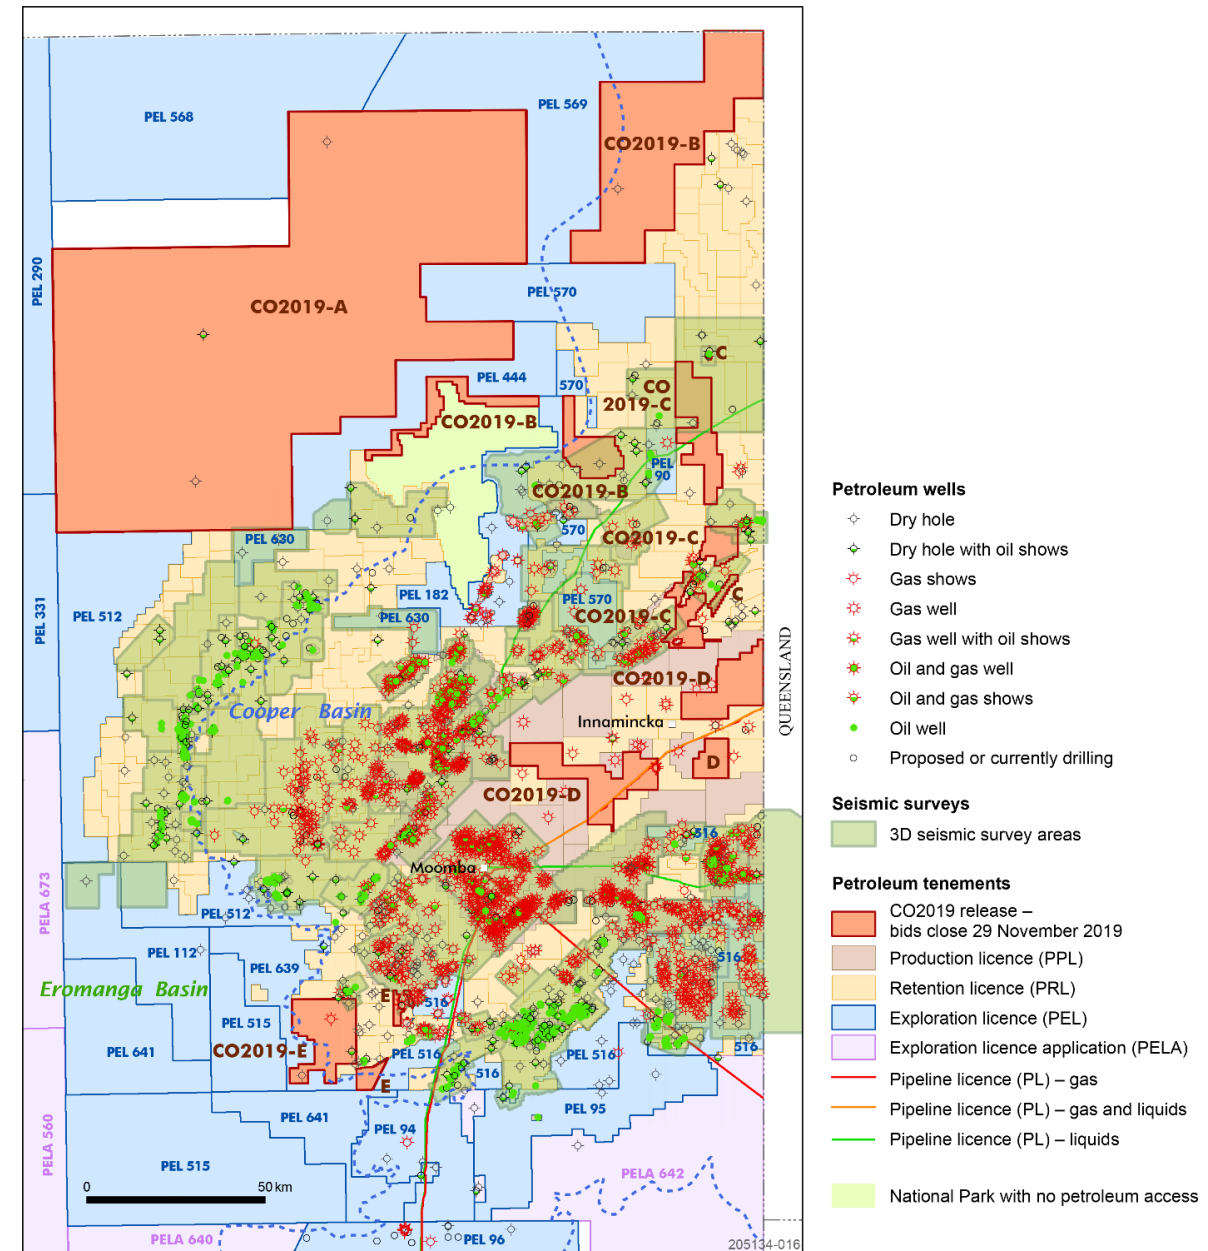 PEL 568
PEL 569
CO2019-B
PEL 290
CO2019-A
PEL 570
C
PEL 444
570
CO
2019-C
CO2019-B
PEL
90
CO2019-B
570
CO2019-C
PEL 630
PEL 182
PEL 570
C
PEL 331
PEL 512
PEL 630
CO2019-C
QUEENSLAND
CO2019-D
Cooper Basin
Innamincka
D
CO2019-D
516
Moomba
PELA 673
PEL 512
PEL 112
516
PEL 639
Eromanga Basin
E
516
PEL 515
CO2019-E
PEL 641
PEL 516
PEL 516
516
516
E
PEL 641
PEL 95
PEL 94
PELA 560
PEL 515
PELA 642
0
50 km
PELA 640
PEL 96
205134-016
Petroleum wells
Dry hole
Dry hole with oil shows
Gas shows
Gas well
Gas well with oil shows
Oil and gas well
Oil and gas shows
Oil well
Proposed or currently drilling
Seismic surveys
3D seismic survey areas
Petroleum tenements
CO2019 release –
bids close 29 November 2019
Production licence (PPL)
Retention licence (PRL)
Exploration licence (PEL)
Exploration licence application (PELA)
Pipeline licence (PL) – gas
Pipeline licence (PL) – gas and liquids
Pipeline licence (PL) – liquids
National Park with no petroleum access